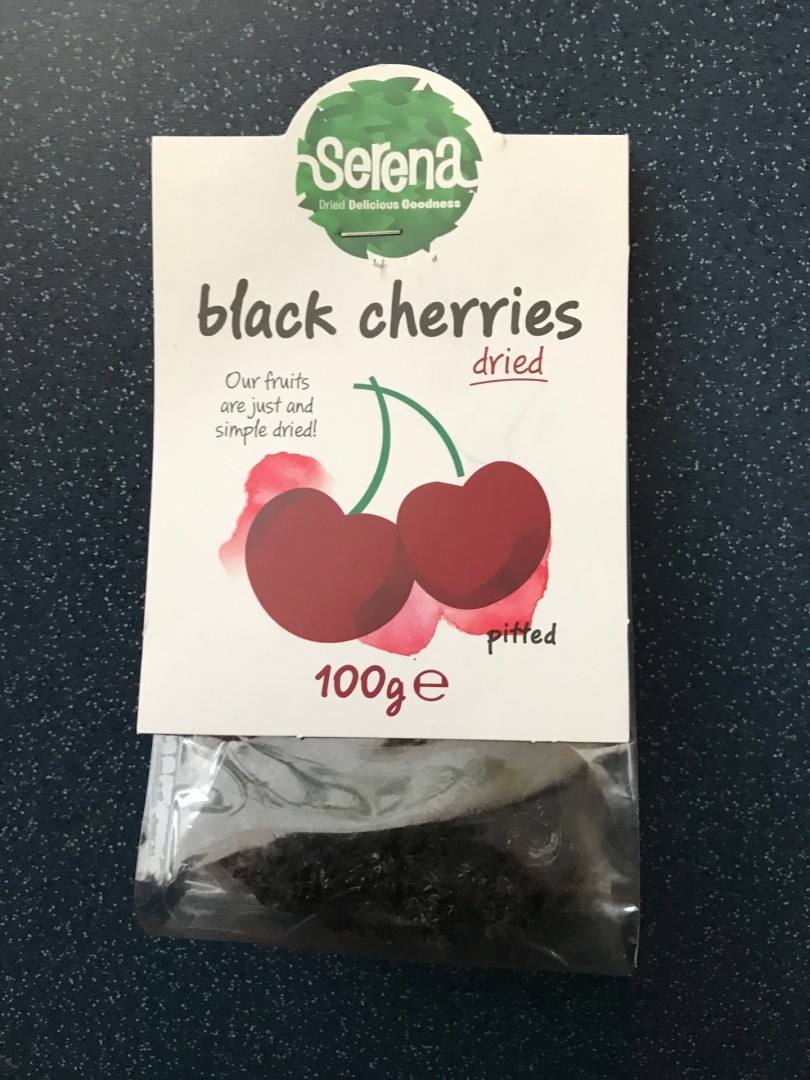 serena
Dried Delicious Goodness
black cherries
dried
Our fruits
are just and
simple dried!
pitted
100g ℮